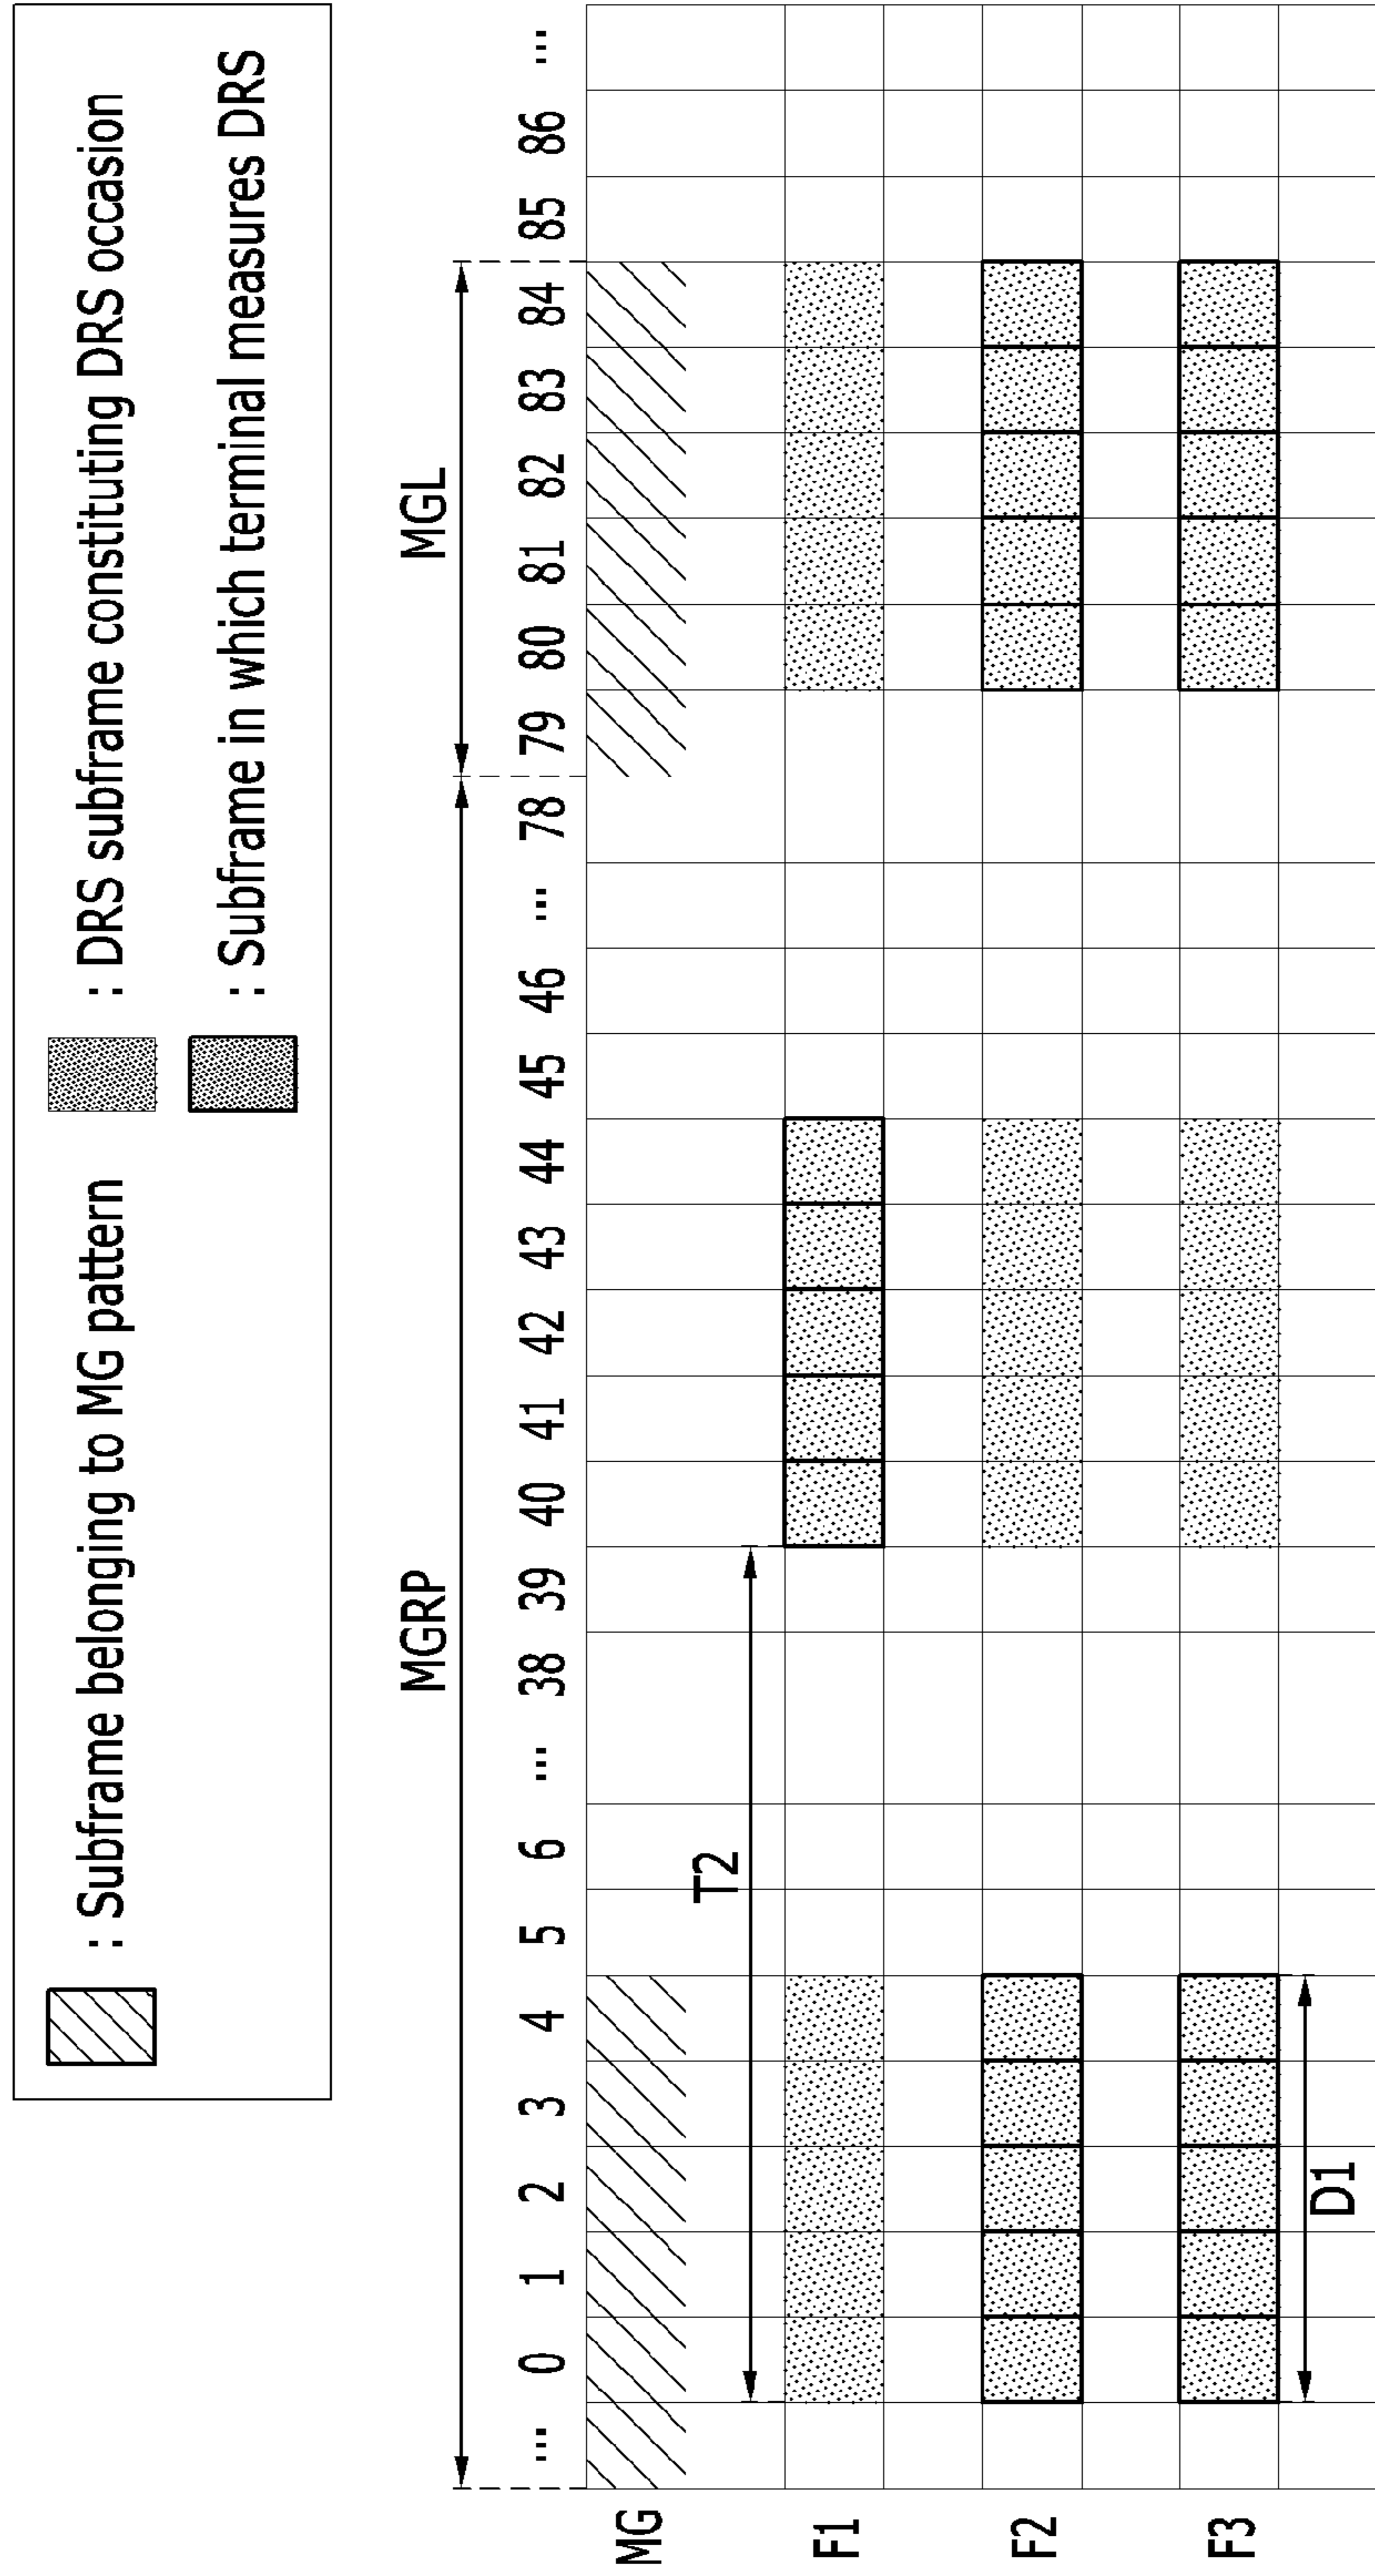 : Subframe belonging to MG pattern
: DRS subframe constituting DRS occasion
: Subframe in which terminal measures DRS
MGRP
MGL
... 0 1 2 3 4 5 6 ... 38 39 40 41 42 43 44 45 46 ... 78 79 80 81 82 83 84 85 86 ...
MG
T2
F1
F2
F3
D1